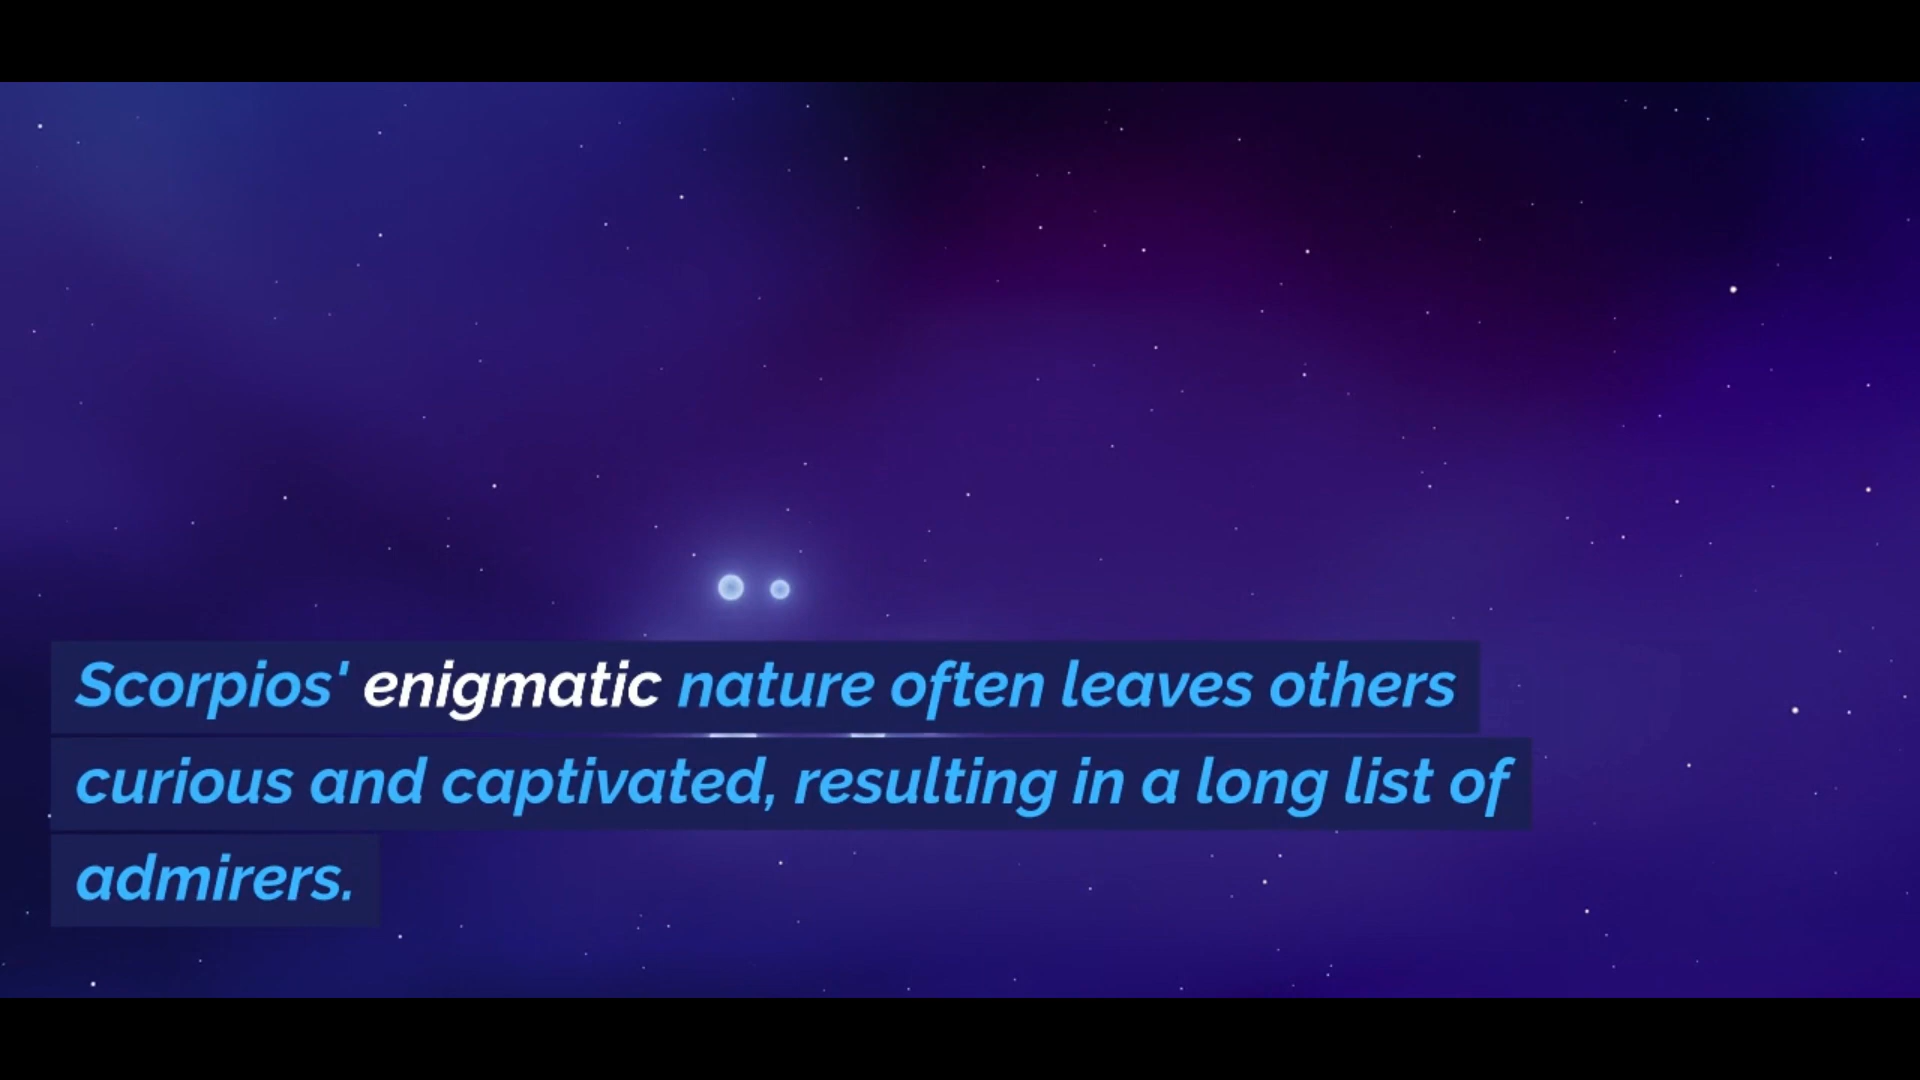 Scorpios' enigmatic nature often leaves others
curious and captivated, resulting in a long list of
admirers.